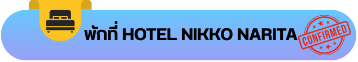 พักที่ HOTEL NIKKO NARITA
CONFIRMED